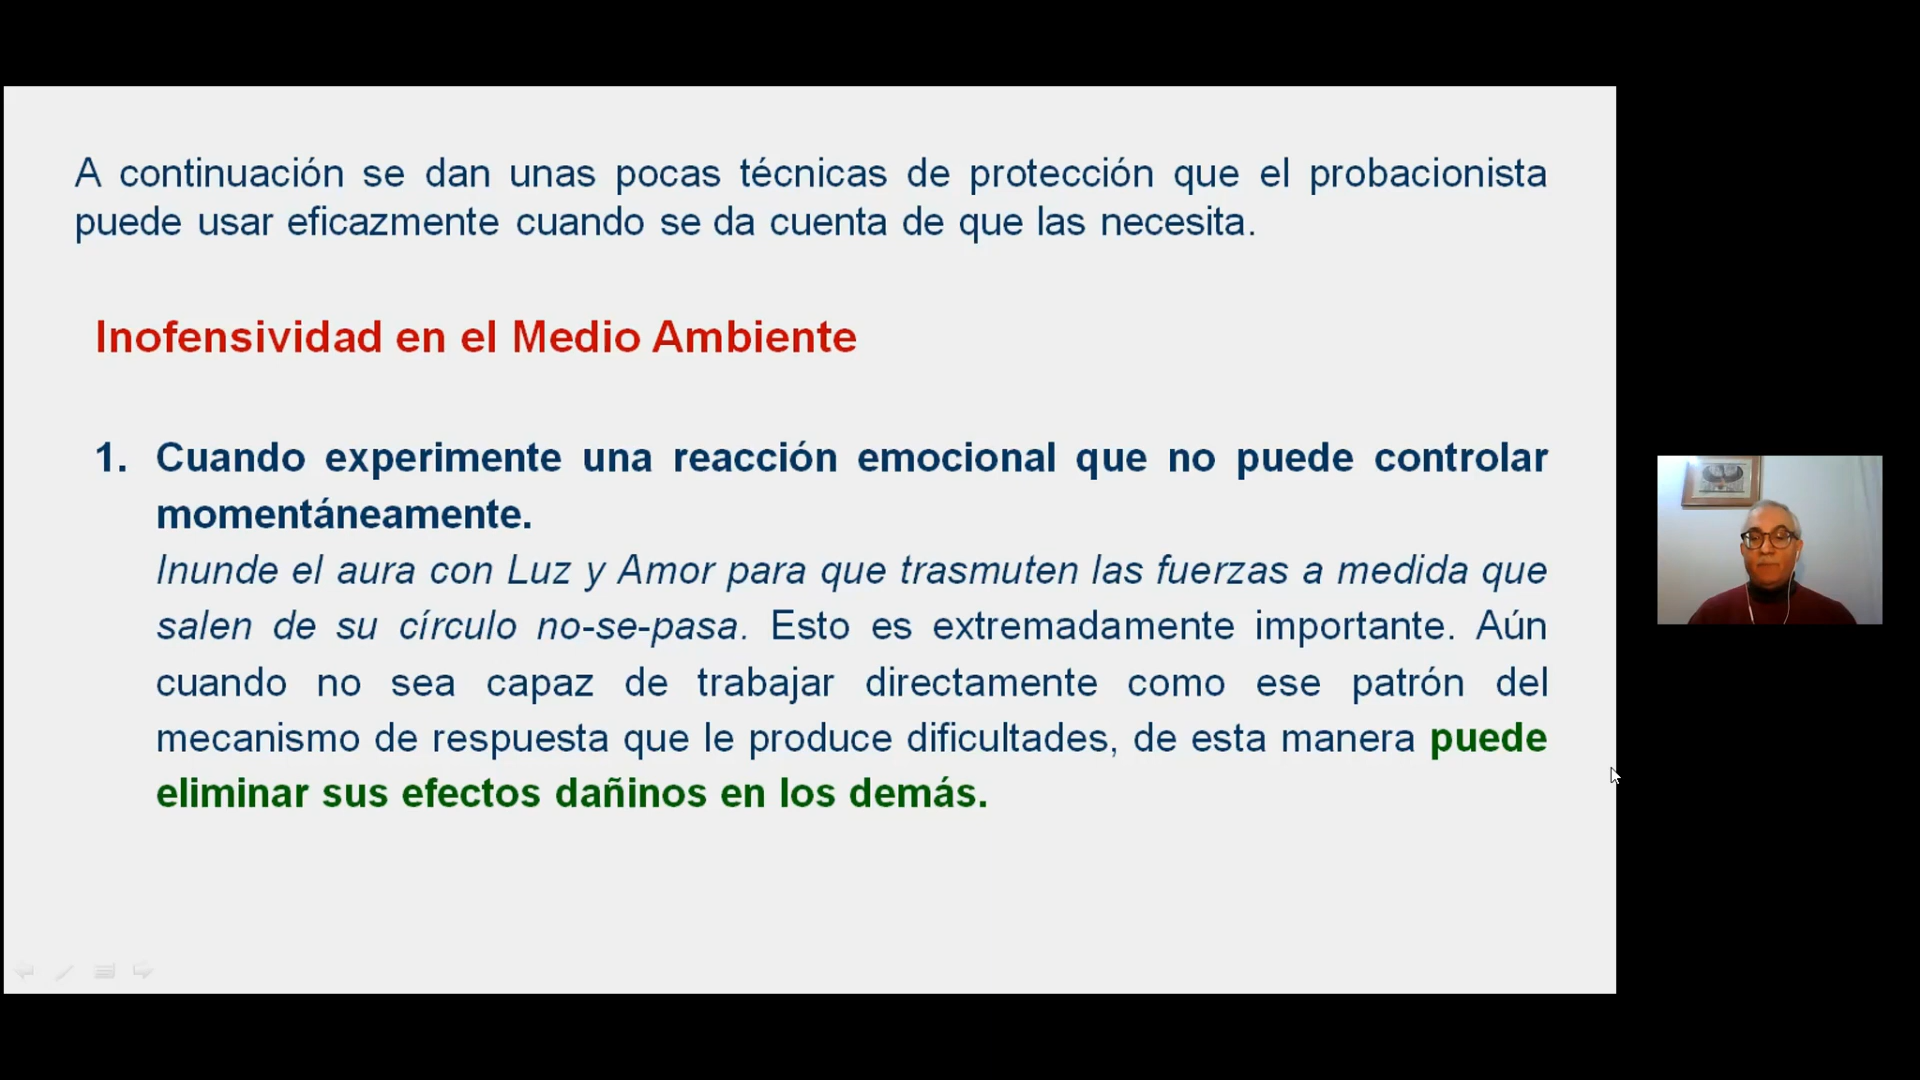 A continuación se dan unas pocas técnicas de protección que el probacionista
puede usar eficazmente cuando se da cuenta de que las necesita.
Inofensividad en el Medio Ambiente
1. Cuando experimente una reacción emocional que no puede controlar
momentáneamente.
Inunde el aura con Luz y Amor para que trasmuten las fuerzas a medida que
salen de su círculo no-se-pasa. Esto es extremadamente importante. Aún
cuando no sea capaz de trabajar directamente como ese patrón del
mecanismo de respuesta que le produce dificultades, de esta manera puede
eliminar sus efectos dañinos en los demás.